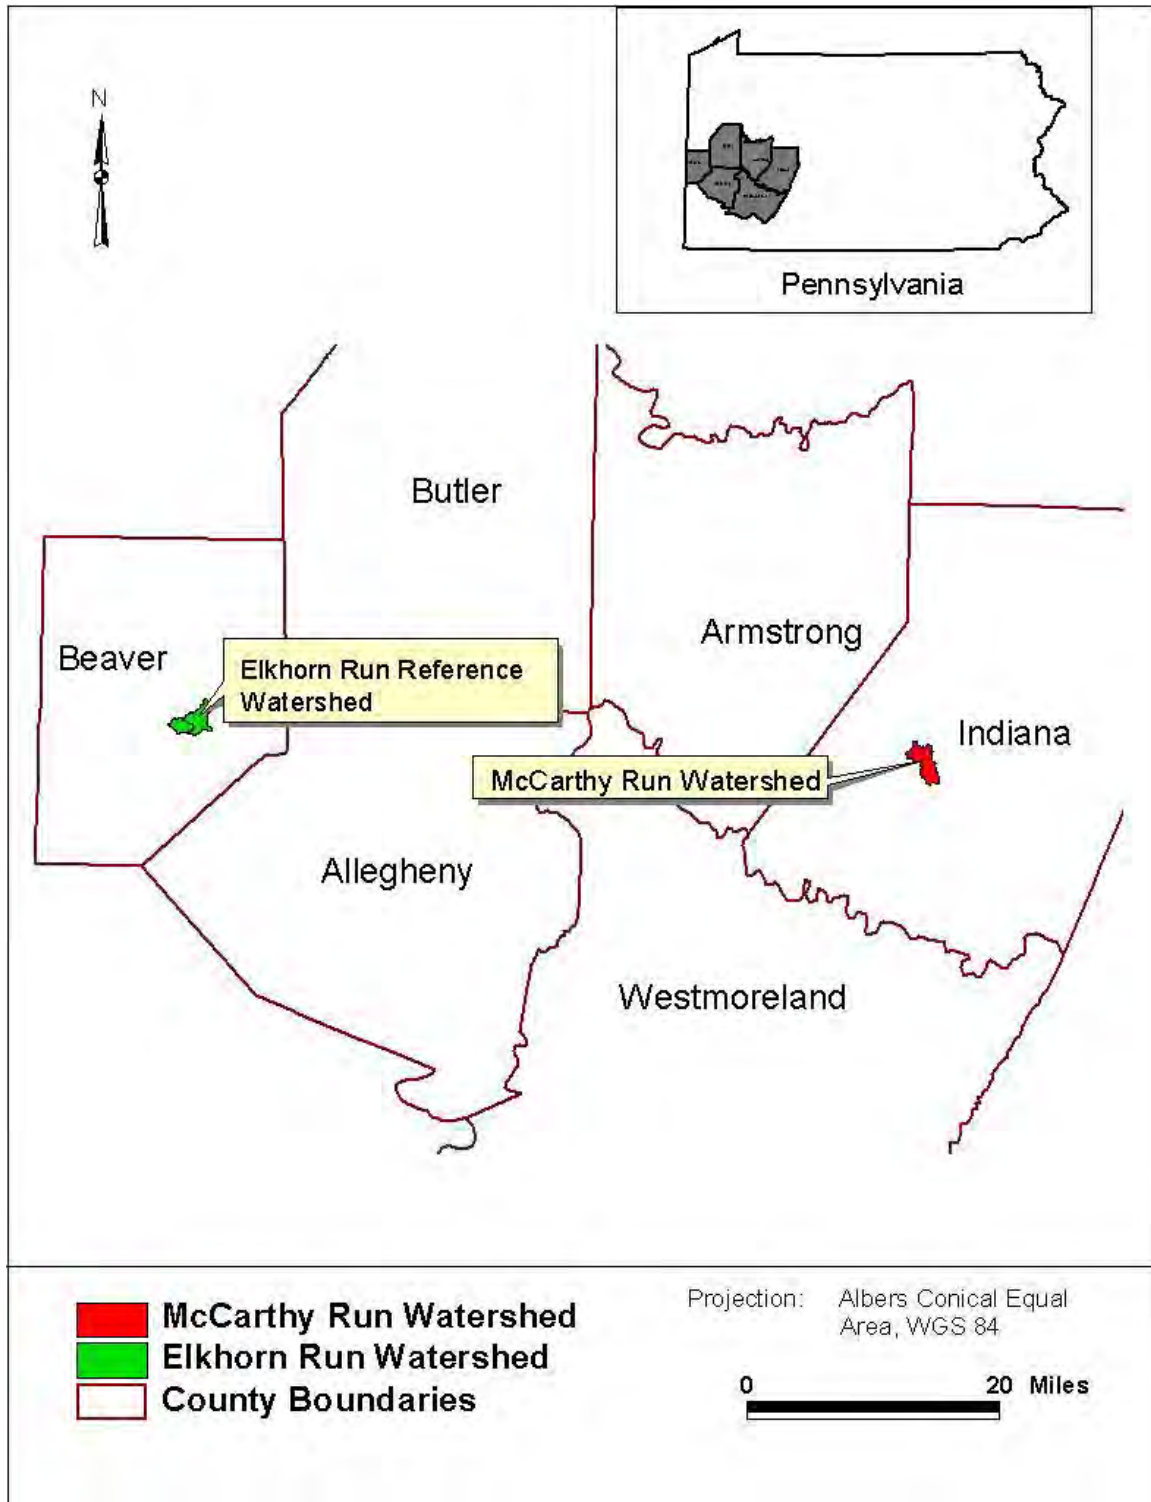 N
Pennsylvania
Butler
Armstrong
Beaver
Elkhorn Run Reference
Watershed
Indiana
McCarthy Run Watershed
Allegheny
Westmoreland
McCarthy Run Watershed
Elkhorn Run Watershed
County Boundaries
Projection: Albers Conical Equal
Area, WGS 84
0 20 Miles